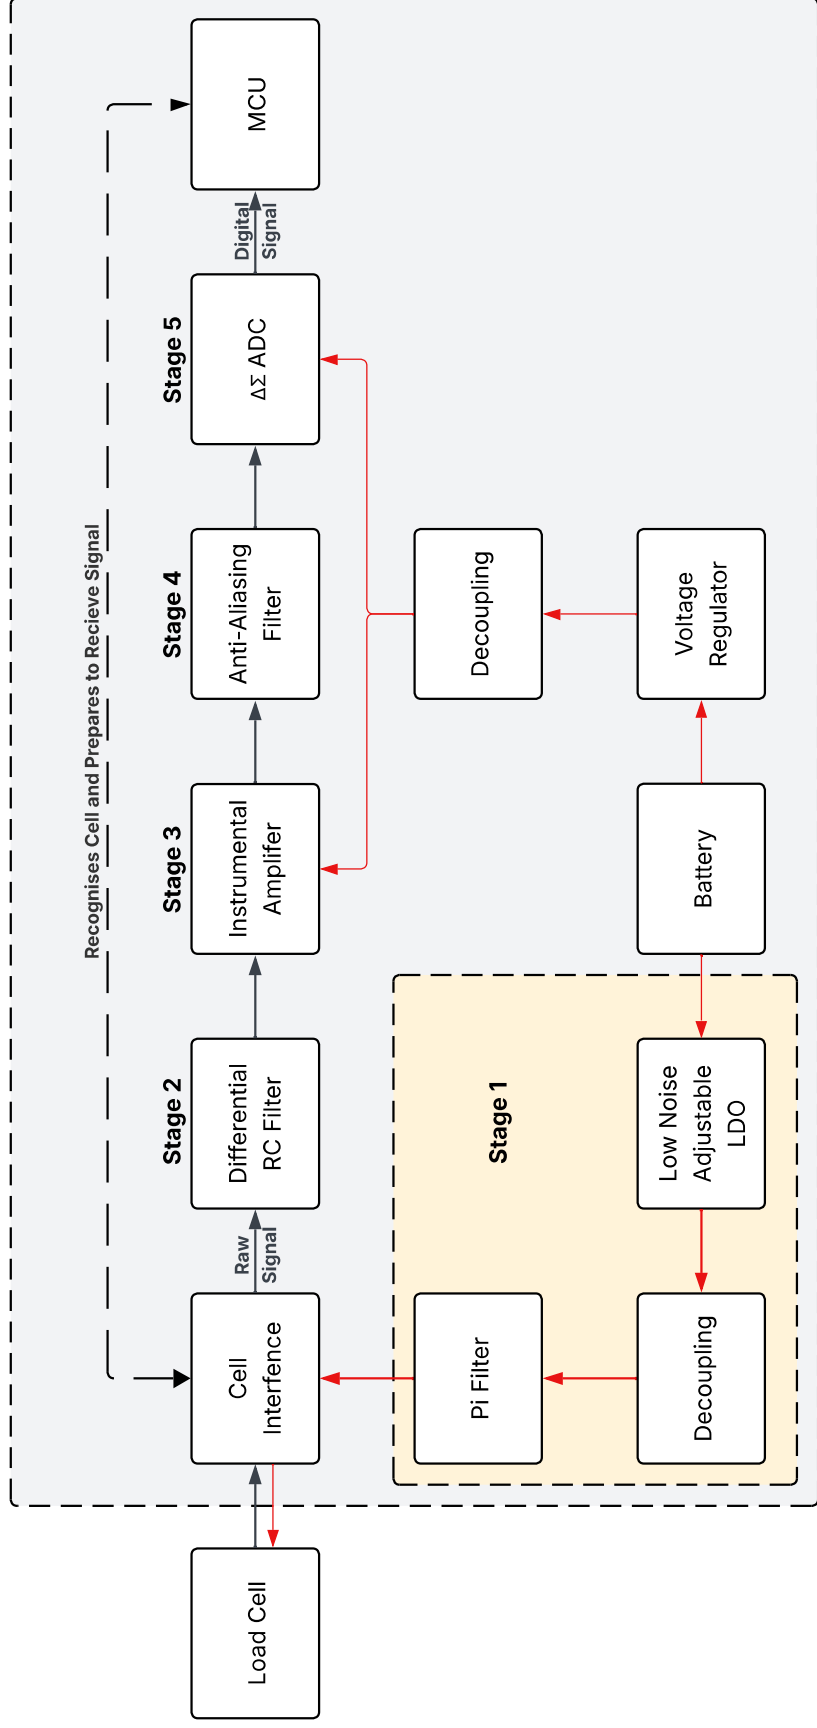 Recognises Cell and Prepares to Recieve Signal
Stage 2
Stage 3
Stage 4
Stage 5
Load Cell
Cell
Interfence
Raw
Signal
Differential
RC Filter
Instrumental
Amplifer
Anti-Aliasing
Filter
ΔΣ ADC
Digital
Signal
MCU
Pi Filter
Stage 1
Decoupling
Decoupling
Low Noise
Adjustable
LDO
Battery
Voltage
Regulator